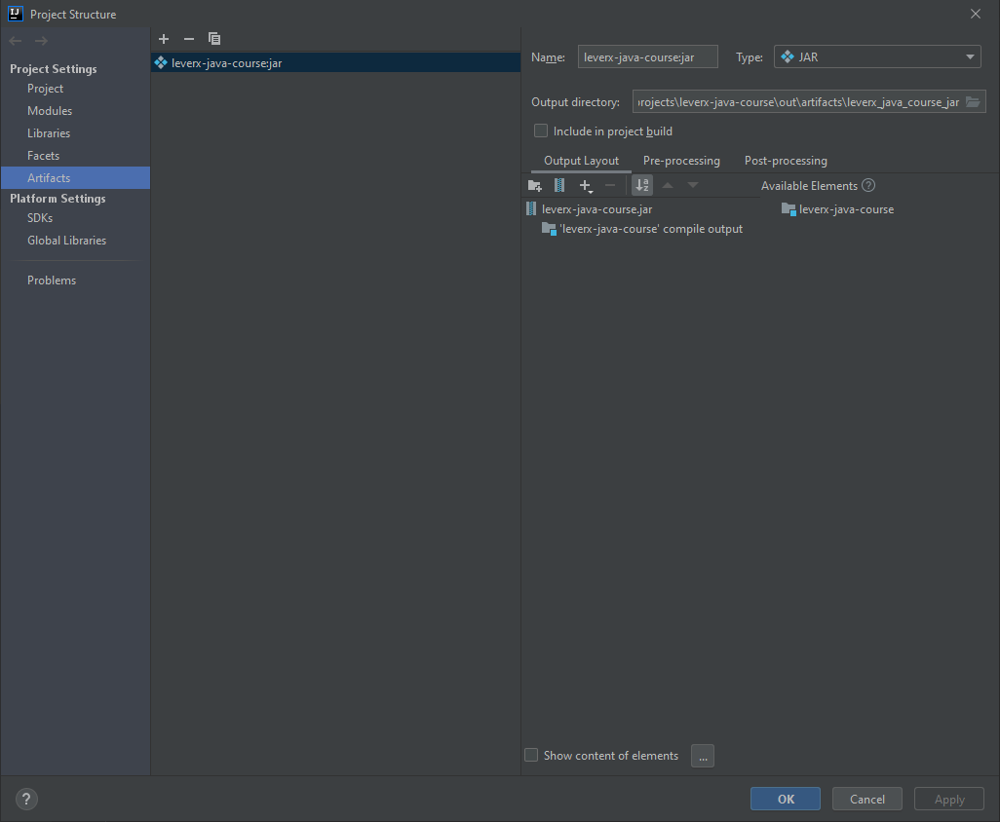 Project Structure
Project Settings
Project
Modules
Libraries
Facets
Artifacts
Platform Settings
SDKs
Global Libraries
Problems
leverx-java-course:jar
Name: leverx-java-course:jar Type: JAR
Output directory: rojects\leverx-java-course\out\artifacts\leverx_java_course_jar
Include in project build
Output Layout Pre-processing Post-processing
Available Elements ?
leverx-java-course.jar
'leverx-java-course' compile output
leverx-java-course
Show content of elements ...
? OK Cancel Apply